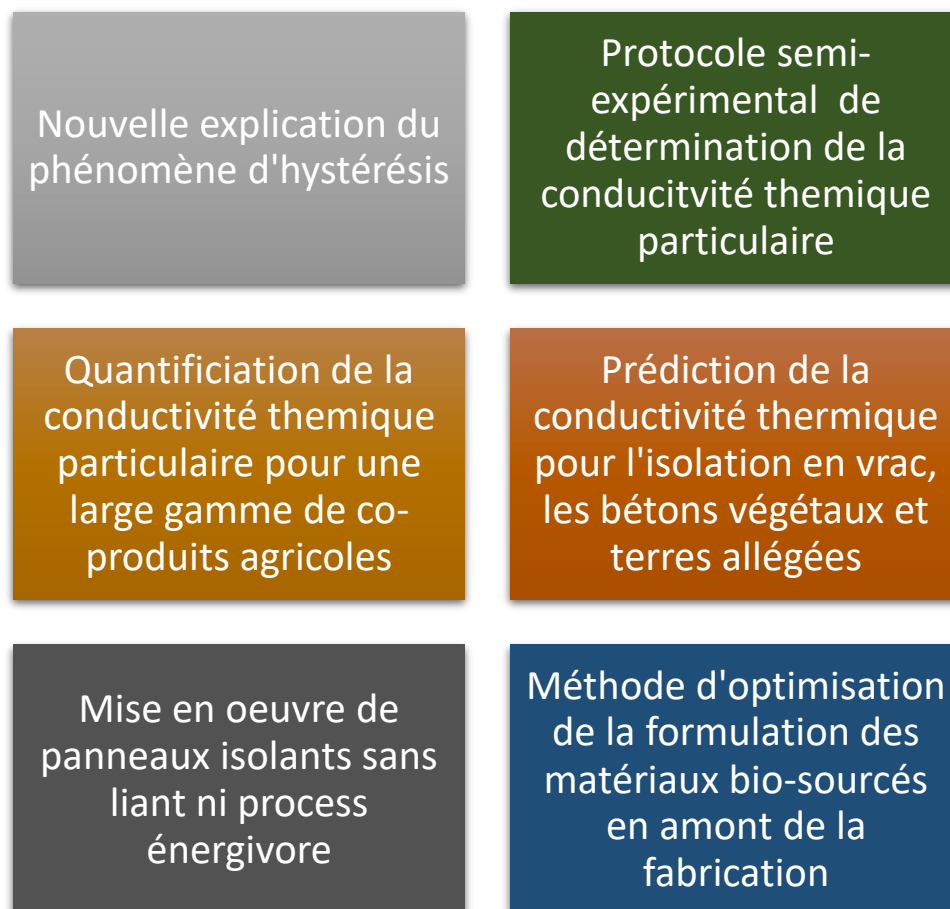 Nouvelle explication du
phénomène d'hystérésis
Protocole semi-
expérimental de
détermination de la
conducitvité themique
particulaire
Quantificiation de la
conductivité themique
particulaire pour une
large gamme de co-
produits agricoles
Prédiction de la
conductivité thermique
pour l'isolation en vrac,
les bétons végétaux et
terres allégées
Mise en oeuvre de
panneaux isolants sans
liant ni process
énergivore
Méthode d'optimisation
de la formulation des
matériaux bio-sourcés
en amont de la
fabrication